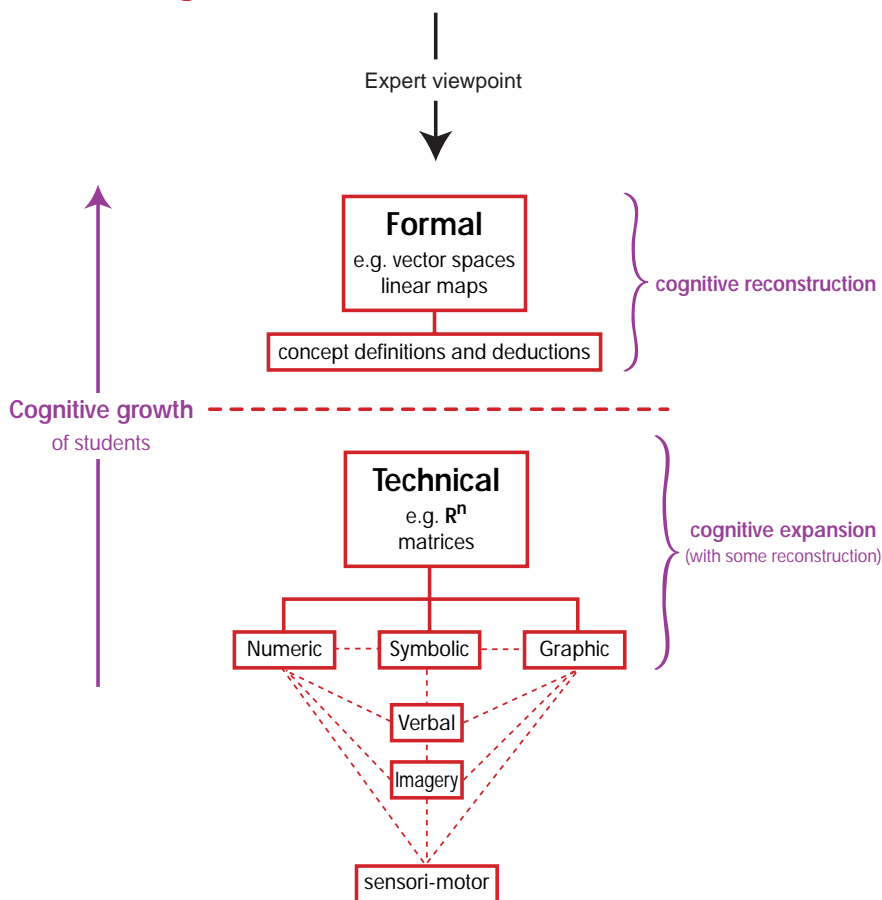 Expert viewpoint
Formal
e.g. vector spaces
linear maps
cognitive reconstruction
concept definitions and deductions
Cognitive growth
of students
Technical
e.g. Rⁿ
matrices
cognitive expansion
(with some reconstruction)
Numeric
Symbolic
Graphic
Verbal
Imagery
sensori-motor